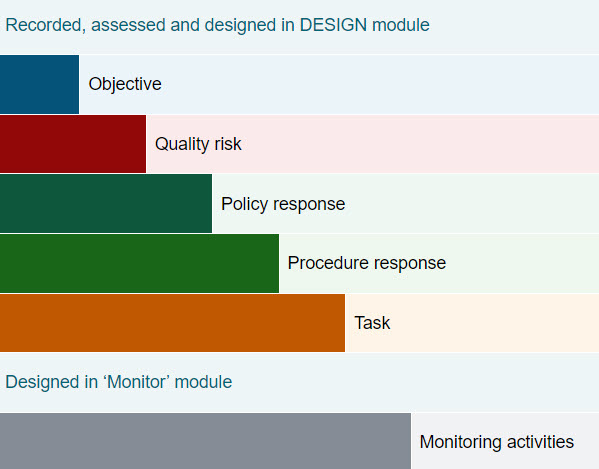 Recorded, assessed and designed in DESIGN module
Objective
Quality risk
Policy response
Procedure response
Task
Designed in ‘Monitor’ module
Monitoring activities